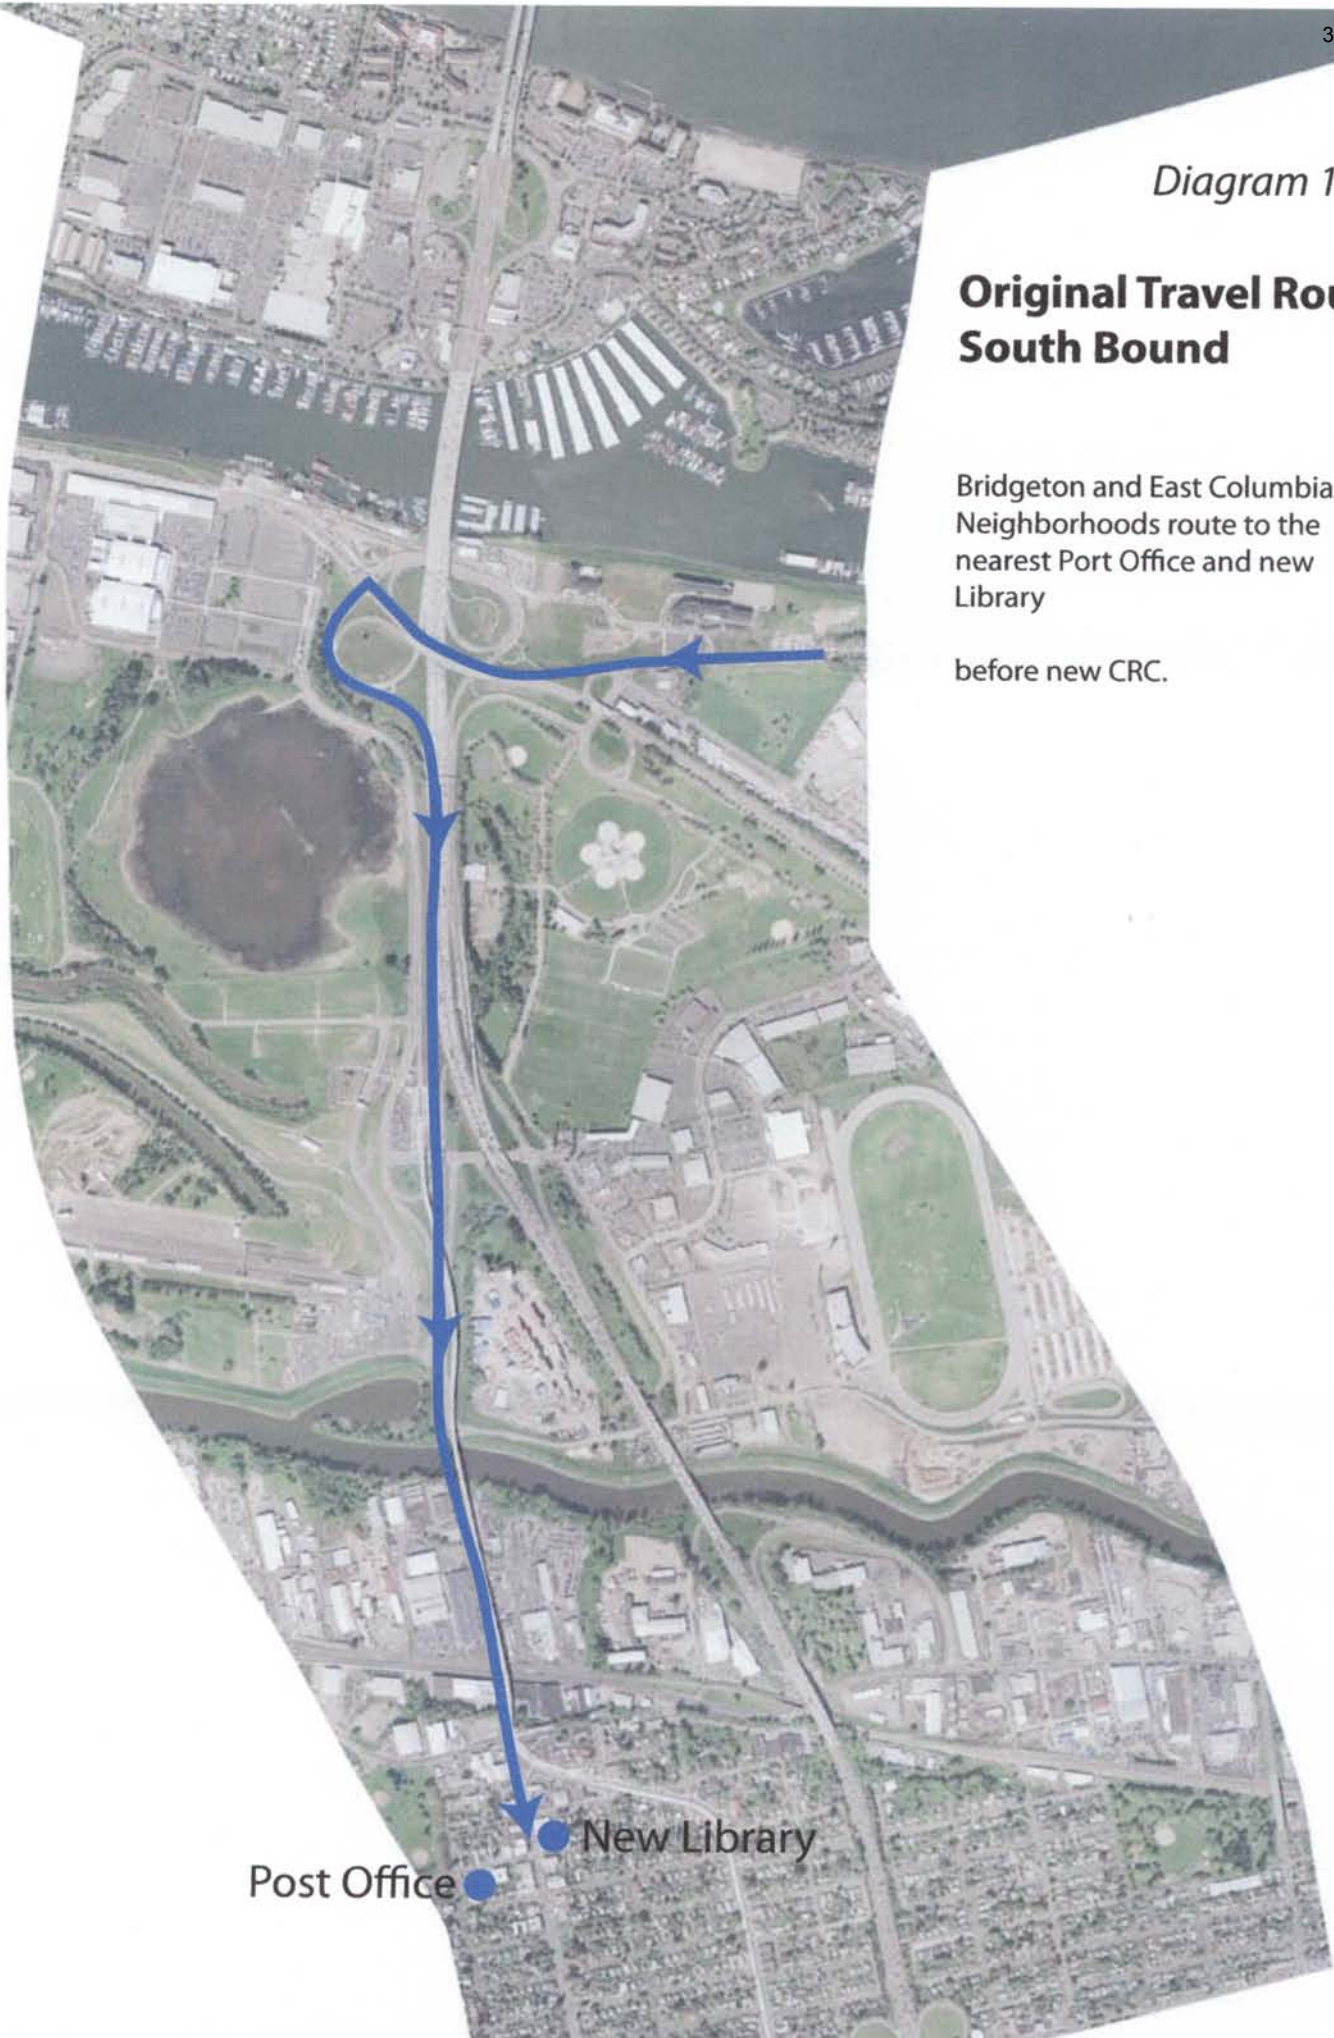 3
Diagram 1
Original Travel Rou
South Bound
Bridgeton and East Columbia
Neighborhoods route to the
nearest Port Office and new
Library
before new CRC.
New Library
Post Office